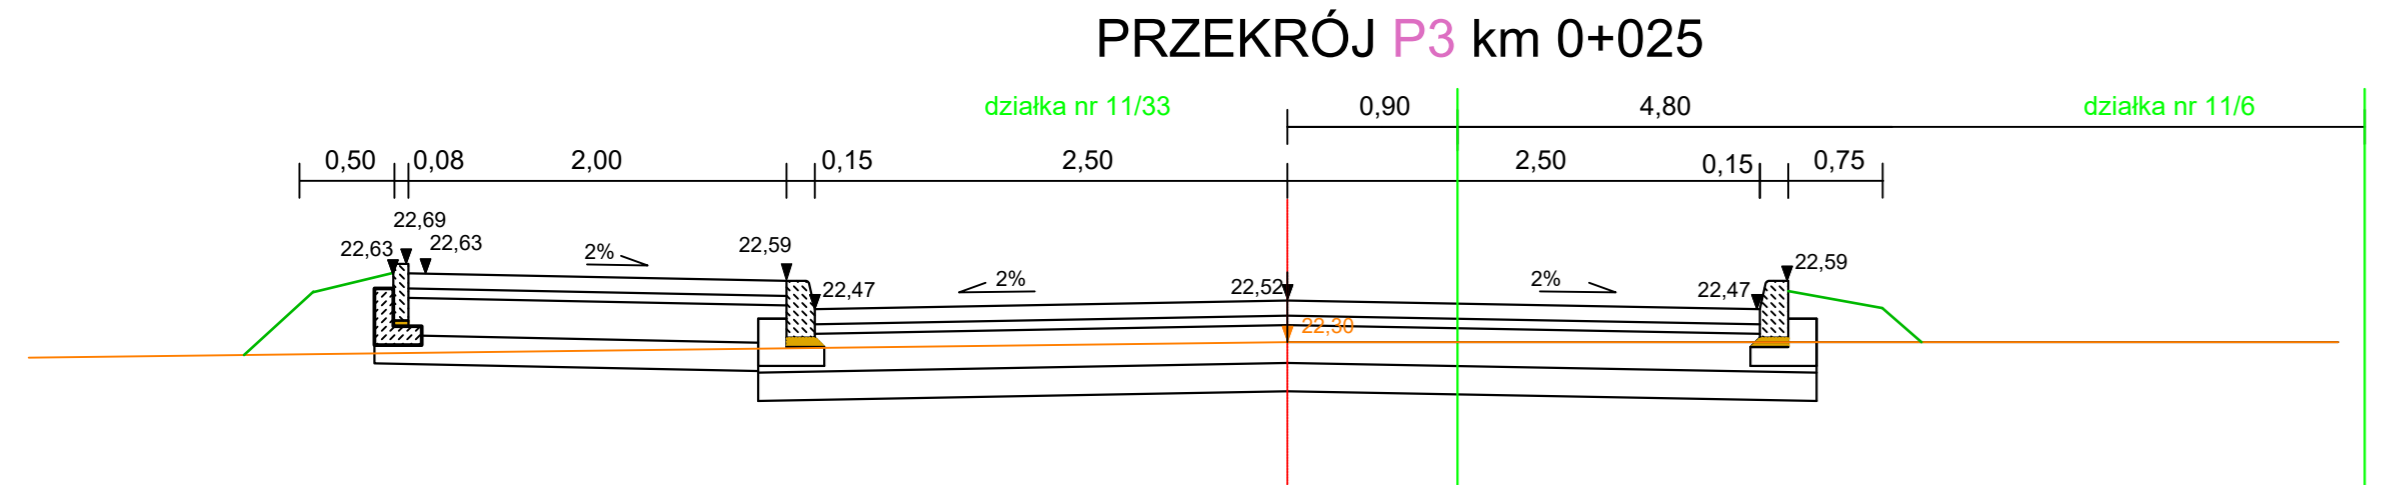 PRZEKRÓJ P3 km 0+025
działka nr 11/33 0,90 4,80 działka nr 11/6
0,50 0,08 2,00 0,15 2,50 2,50 0,15 0,75
22,69
22,63 22,63 2% 22,59 22,59
22,47 2% 22,52 2% 22,47
22,30